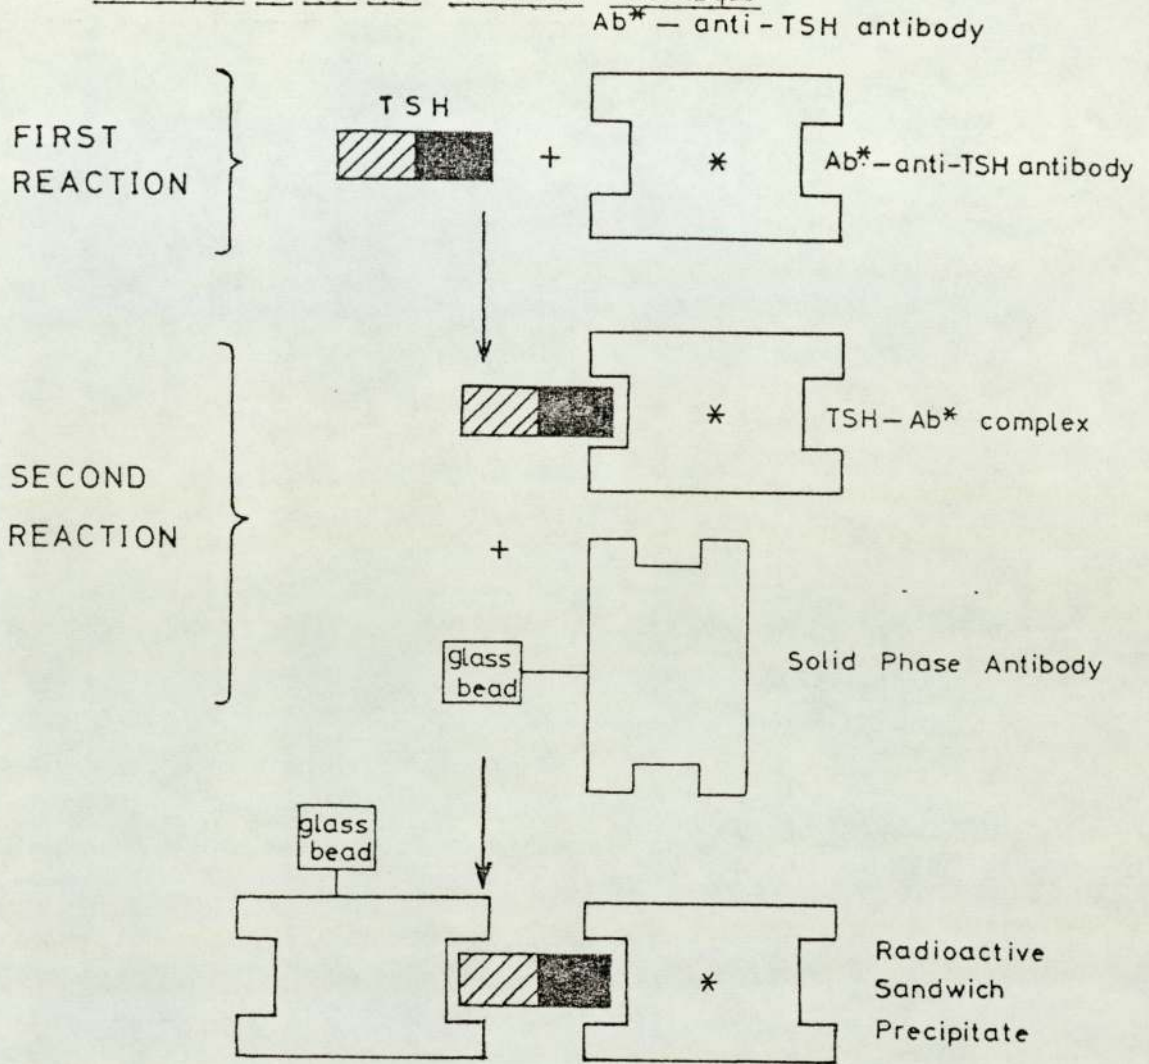 Ab* — anti-TSH antibody
TSH
FIRST
REACTION
+
*
Ab*—anti-TSH antibody
*
TSH—Ab* complex
SECOND
REACTION
+
glass
bead
Solid Phase Antibody
glass
bead
*
Radioactive
Sandwich
Precipitate